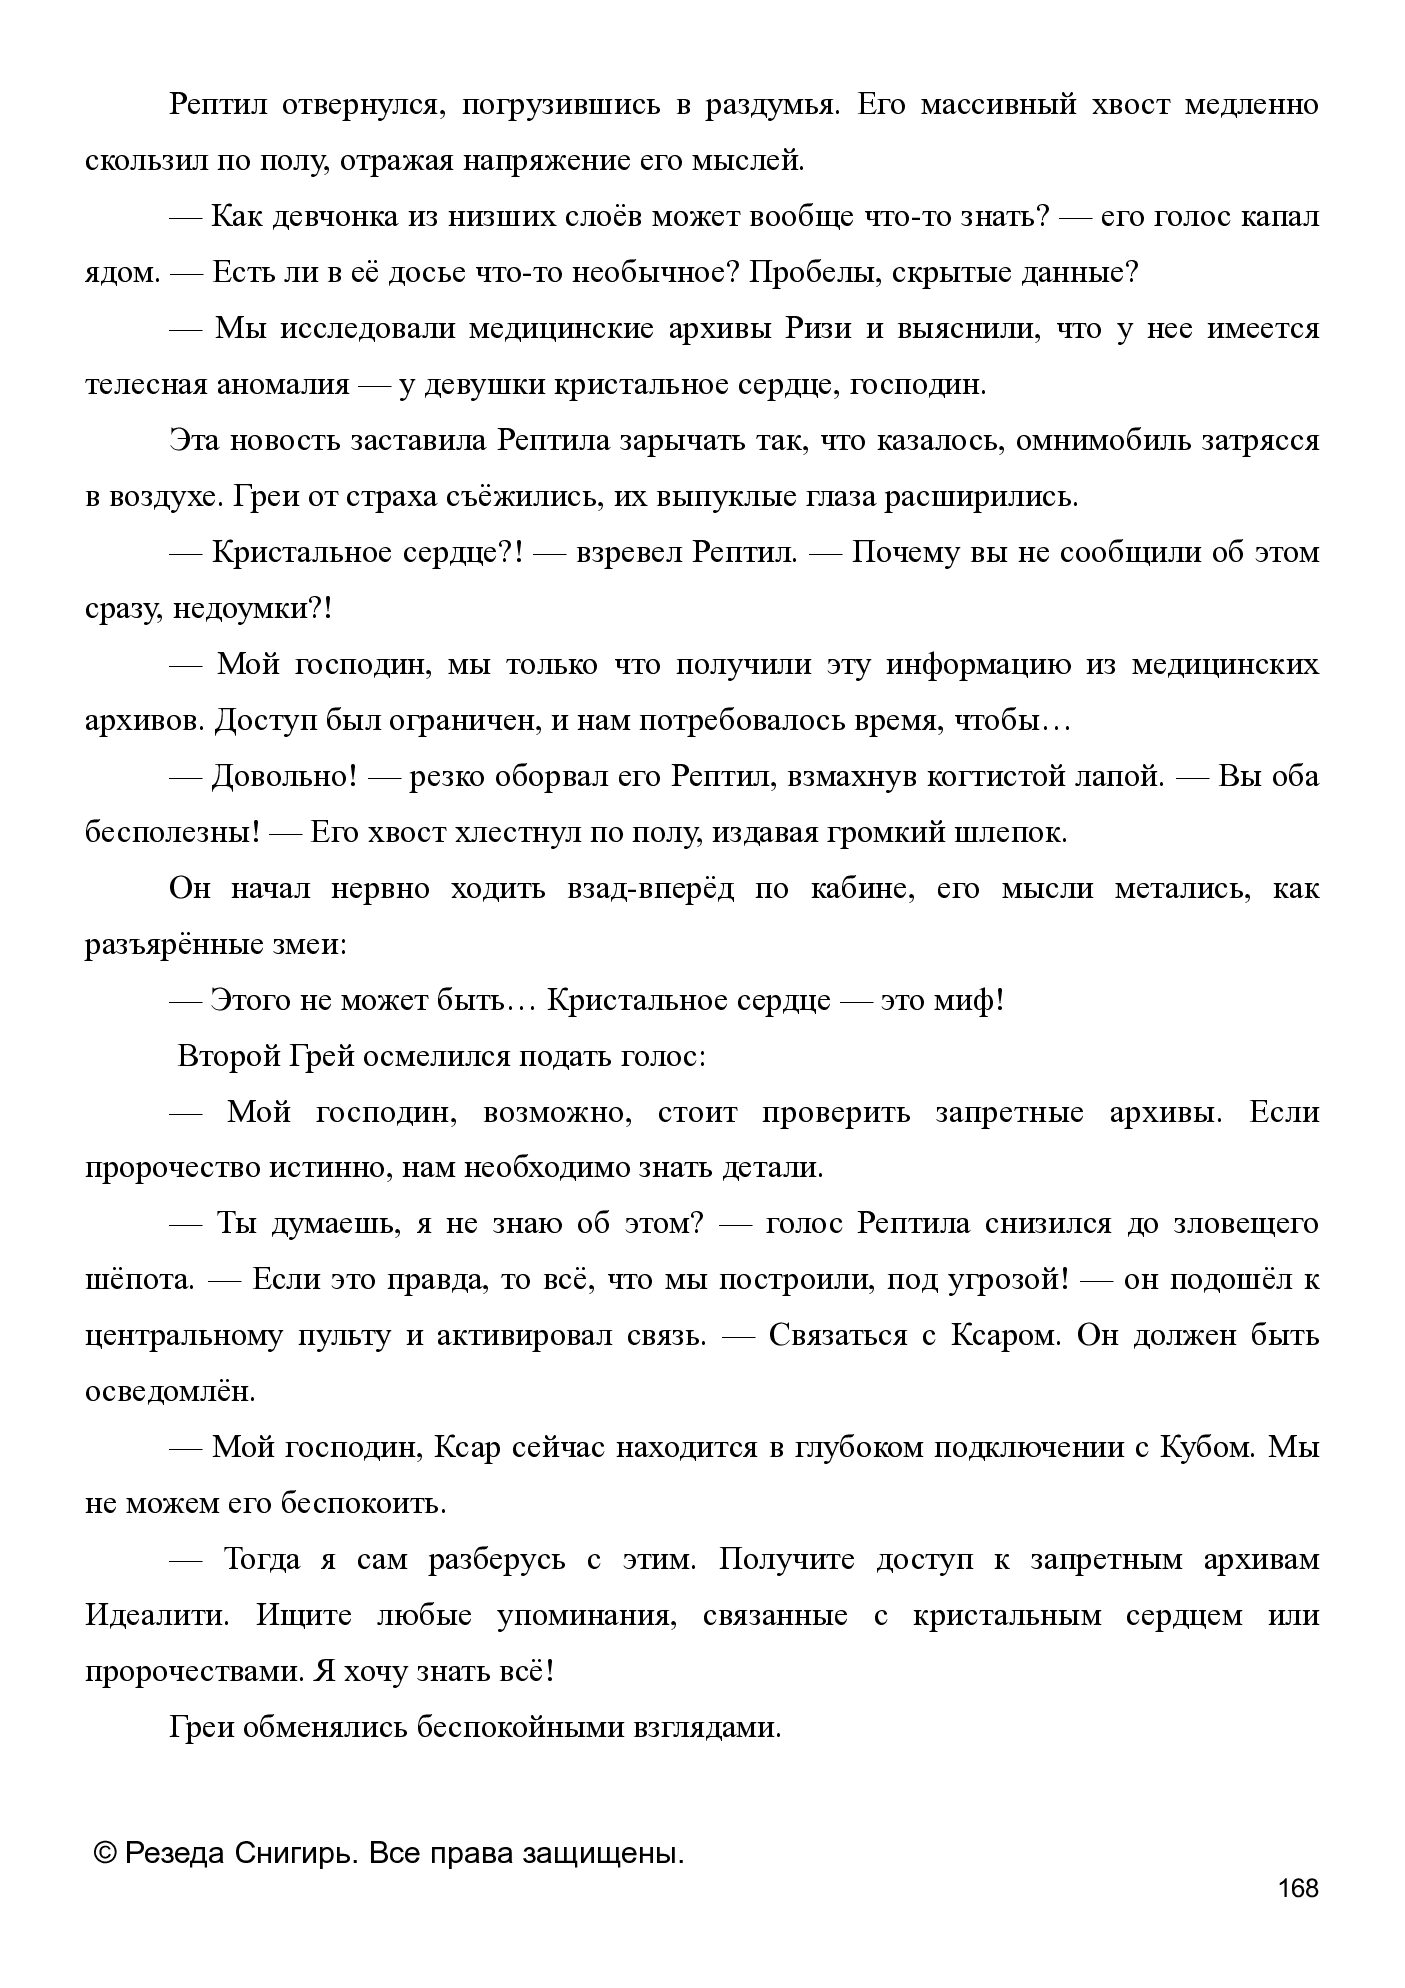 Рептил отвернулся, погрузившись в раздумья. Его массивный хвост медленно
скользил по полу, отражая напряжение его мыслей.
— Как девчонка из низших слоёв может вообще что-то знать? — его голос капал
ядом. — Есть ли в её досье что-то необычное? Пробелы, скрытые данные?
— Мы исследовали медицинские архивы Ризи и выяснили, что у нее имеется
телесная аномалия — у девушки кристальное сердце, господин.
Эта новость заставила Рептила зарычать так, что казалось, омнимобиль затрясся
в воздухе. Греи от страха съёжились, их выпуклые глаза расширились.
— Кристальное сердце?! — взревел Рептил. — Почему вы не сообщили об этом
сразу, недоумки?!
— Мой господин, мы только что получили эту информацию из медицинских
архивов. Доступ был ограничен, и нам потребовалось время, чтобы…
— Довольно! — резко оборвал его Рептил, взмахнув когтистой лапой. — Вы оба
бесполезны! — Его хвост хлестнул по полу, издавая громкий шлепок.
Он начал нервно ходить взад-вперёд по кабине, его мысли метались, как
разъярённые змеи:
— Этого не может быть… Кристальное сердце — это миф!
Второй Грей осмелился подать голос:
— Мой господин, возможно, стоит проверить запретные архивы. Если
пророчество истинно, нам необходимо знать детали.
— Ты думаешь, я не знаю об этом? — голос Рептила снизился до зловещего
шёпота. — Если это правда, то всё, что мы построили, под угрозой! — он подошёл к
центральному пульту и активировал связь. — Связаться с Ксаром. Он должен быть
осведомлён.
— Мой господин, Ксар сейчас находится в глубоком подключении с Кубом. Мы
не можем его беспокоить.
— Тогда я сам разберусь с этим. Получите доступ к запретным архивам
Идеалити. Ищите любые упоминания, связанные с кристальным сердцем или
пророчествами. Я хочу знать всё!
Греи обменялись беспокойными взглядами.
© Резеда Снигирь. Все права защищены.
168